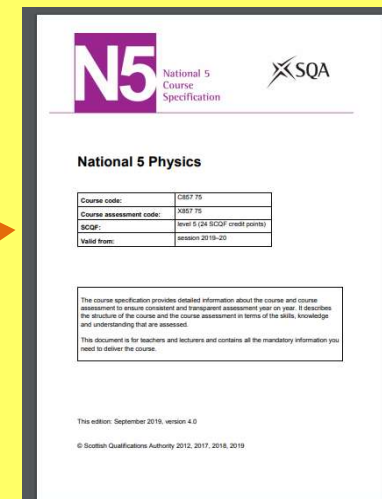 N5
National 5
Course
Specification
SQA
National 5 Physics
Course code: C857 75
Course assessment code: X857 75
SCQF: level 5 (24 SCQF credit points)
Valid from: session 2019–20
The course specification provides detailed information about the course and course
assessment to ensure consistent and transparent assessment year on year. It describes
the structure of the course and the course assessment in terms of the skills, knowledge
and understanding that are assessed.
This document is for teachers and lecturers and contains all the mandatory information you
need to deliver the course.
This edition: September 2019, version 4.0
© Scottish Qualifications Authority 2012, 2017, 2018, 2019